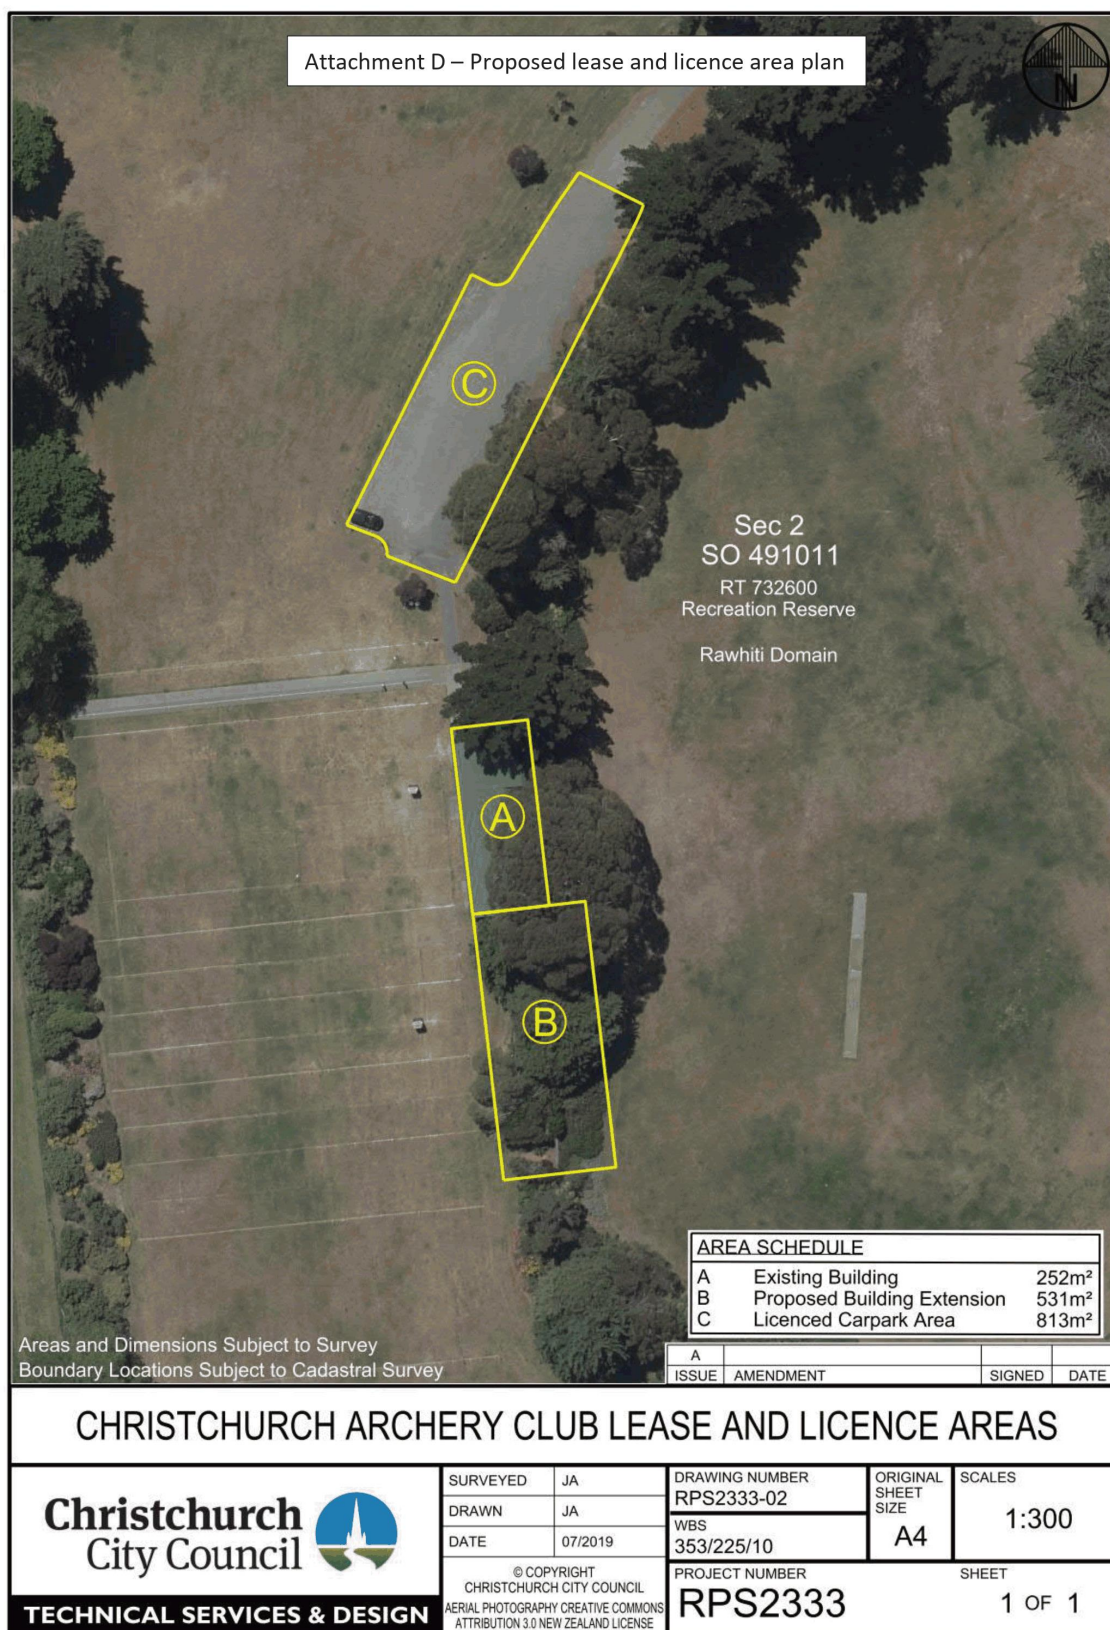 Attachment D – Proposed lease and licence area plan
N
C
Sec 2
SO 491011
RT 732600
Recreation Reserve
Rawhiti Domain
A
B
AREA SCHEDULE
A Existing Building 252m²
B Proposed Building Extension 531m²
C Licenced Carpark Area 813m²
Areas and Dimensions Subject to Survey
Boundary Locations Subject to Cadastral Survey
A
ISSUE AMENDMENT SIGNED DATE
CHRISTCHURCH ARCHERY CLUB LEASE AND LICENCE AREAS
Christchurch
City Council
TECHNICAL SERVICES & DESIGN
SURVEYED JA
DRAWN JA
DATE 07/2019
© COPYRIGHT
CHRISTCHURCH CITY COUNCIL
AERIAL PHOTOGRAPHY CREATIVE COMMONS
ATTRIBUTION 3.0 NEW ZEALAND LICENSE
DRAWING NUMBER
RPS2333-02
WBS
353/225/10
PROJECT NUMBER
RPS2333
ORIGINAL
SHEET
SIZE
A4
SCALES
1:300
SHEET
1 OF 1